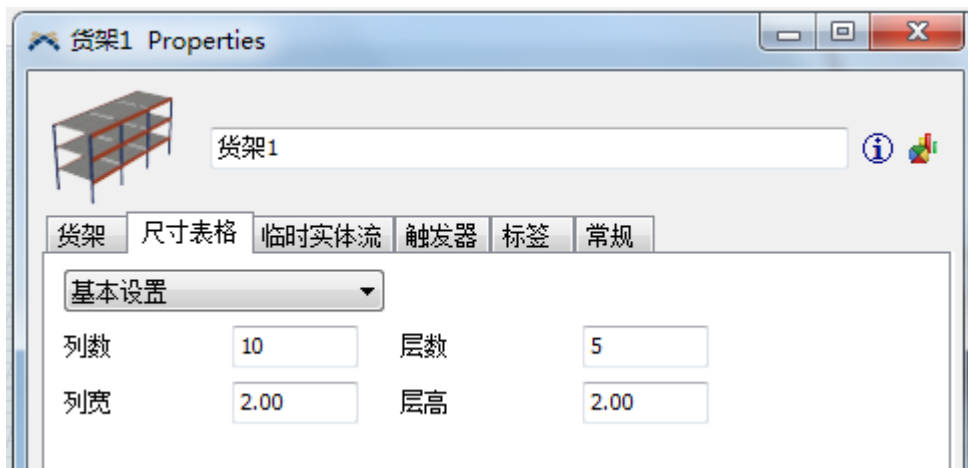 货架1 Properties
货架1
货架 尺寸表格 临时实体流 触发器 标签 常规
基本设置
列数 10 层数 5
列宽 2.00 层高 2.00